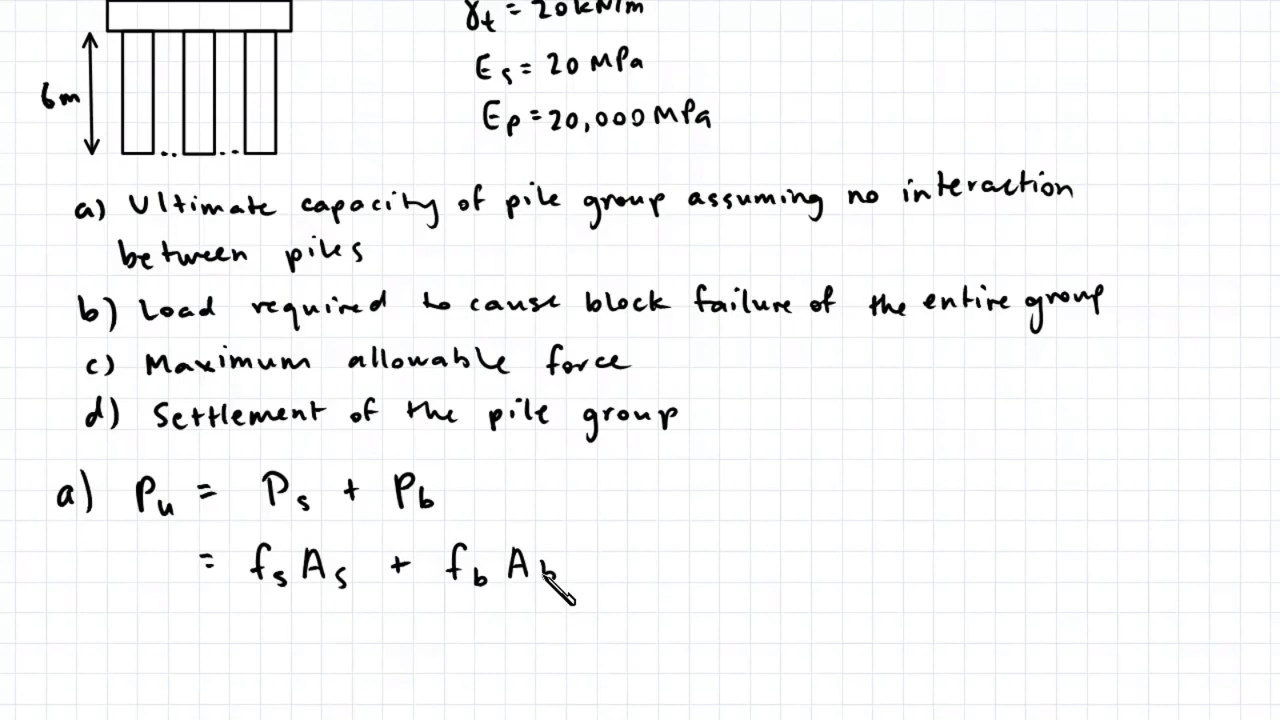 γt = 20kN/m
Es = 20 MPa
6m
Ep = 20,000 MPa
a) Ultimate capacity of pile group assuming no interaction
between piles
b) Load required to cause block failure of the entire group
c) Maximum allowable force
d) Settlement of the pile group
a) Pu = Ps + Pb
= fs As + fb Ab